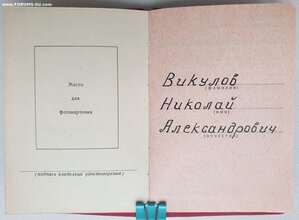 www.FORUMS-SU.com
Место
для
фотокарточки
(подпись владельца удостоверения)
Викулов
(фамилия)
Николай
(имя)
Александрович
(отчество)